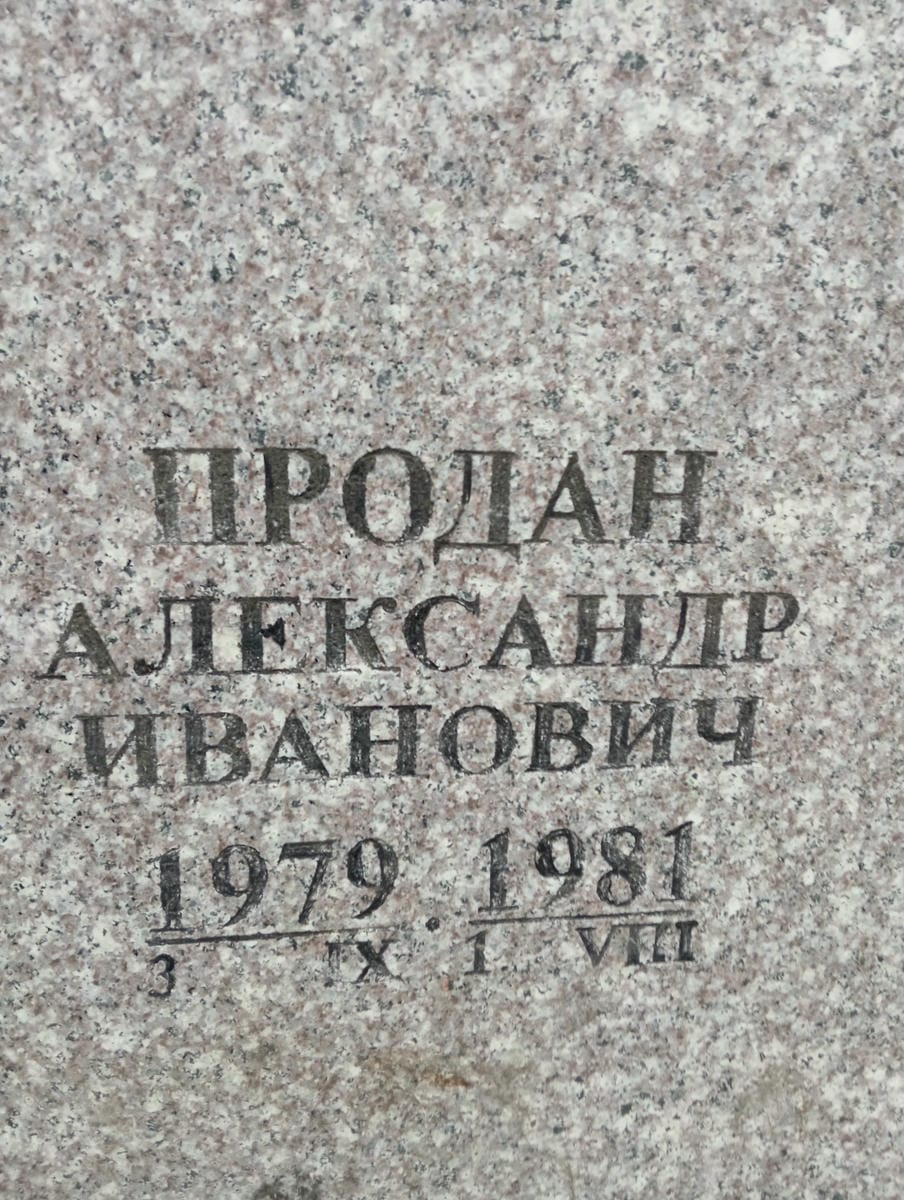 ПРОДАН
АЛЕКСАНДР
ИВАНОВИЧ
1979 · 1981
3 IX 1 VIII